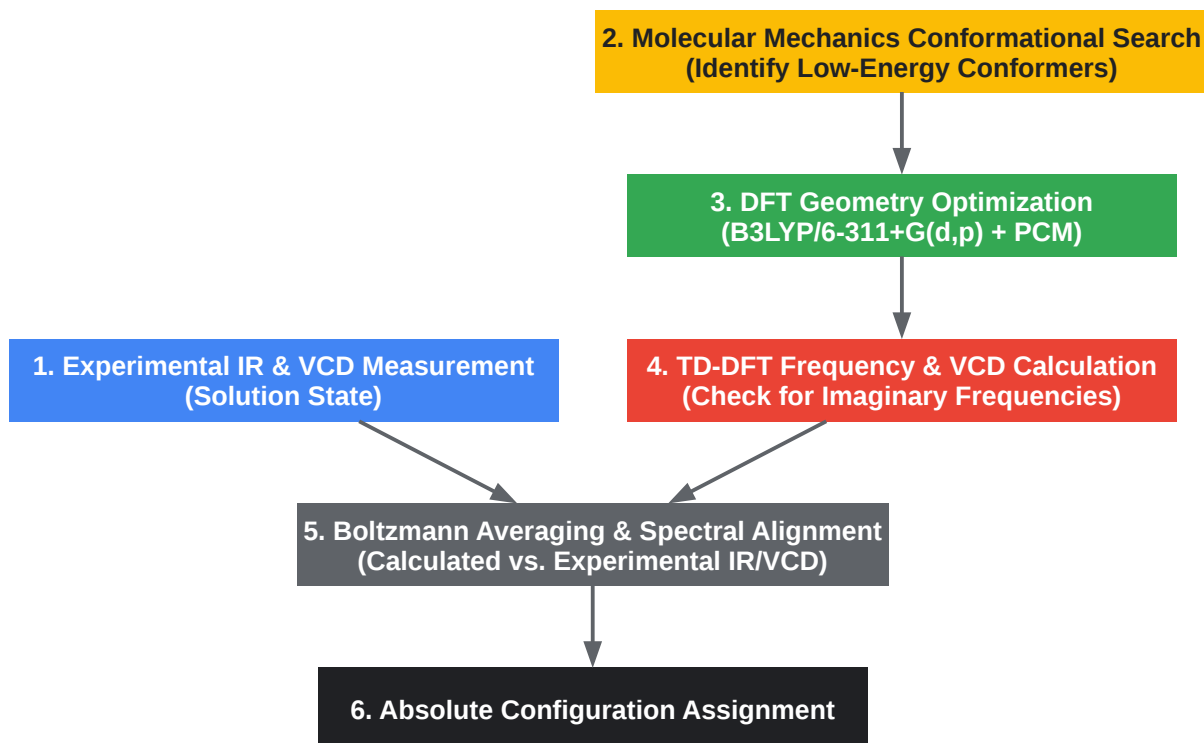 2. Molecular Mechanics Conformational Search
(Identify Low-Energy Conformers)
3. DFT Geometry Optimization
(B3LYP/6-311+G(d,p) + PCM)
1. Experimental IR & VCD Measurement
(Solution State)
4. TD-DFT Frequency & VCD Calculation
(Check for Imaginary Frequencies)
5. Boltzmann Averaging & Spectral Alignment
(Calculated vs. Experimental IR/VCD)
6. Absolute Configuration Assignment